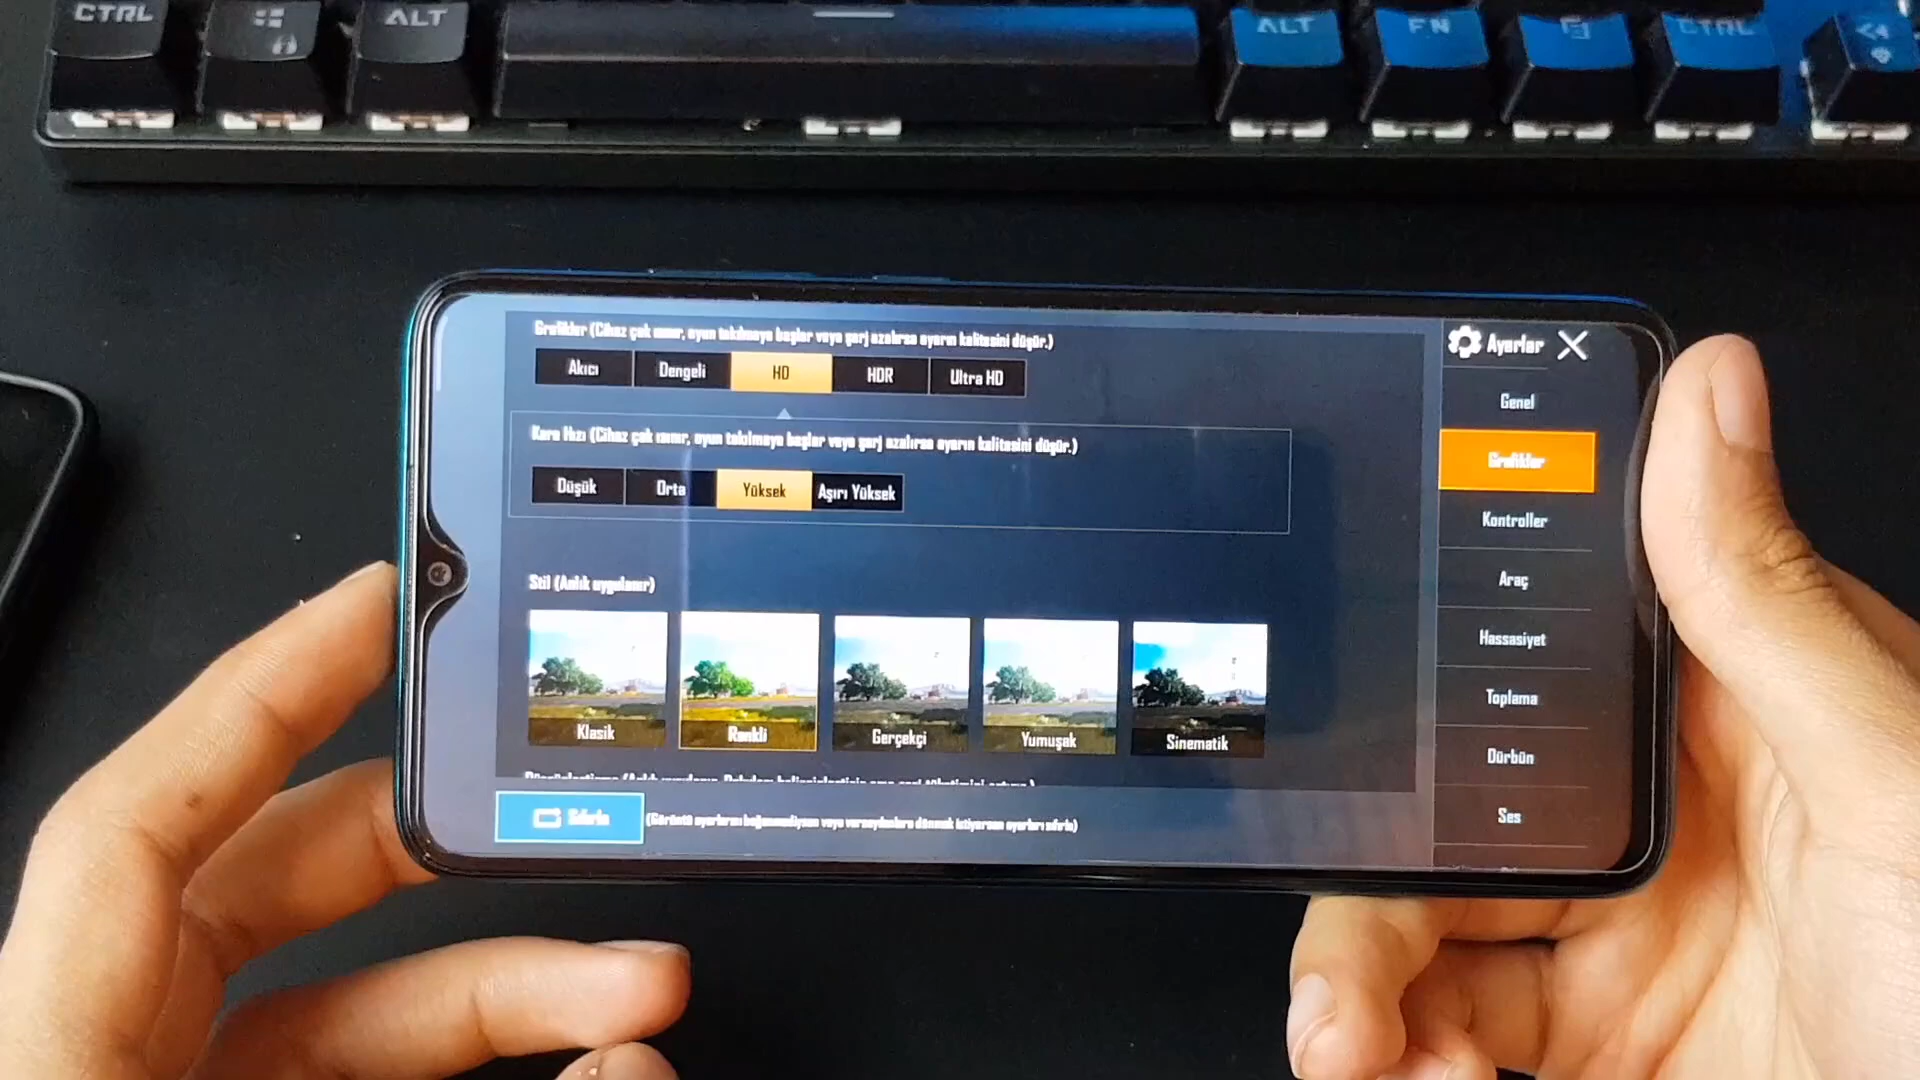 CTRL
ALT
ALT
FN
CTRL
Grafikler (Cihaz çok ısınır, oyun takılmaya başlar veya şarj azalırsa ayarın kalitesini düşür.)
Akıcı
Dengeli
HD
HDR
Ultra HD
Kare Hızı (Cihaz çok ısınır, oyun takılmaya başlar veya şarj azalırsa ayarın kalitesini düşür.)
Düşük
Orta
Yüksek
Aşırı Yüksek
Stil (Anlık uygulanır)
Klasik
Renkli
Gerçekçi
Yumuşak
Sinematik
Sıfırla
(Görüntü ayarlarını beğenmediysen veya varsayılanlara dönmek istiyorsan ayarları sıfırla)
Ayarlar
Genel
Grafikler
Kontroller
Araç
Hassasiyet
Toplama
Dürbün
Ses